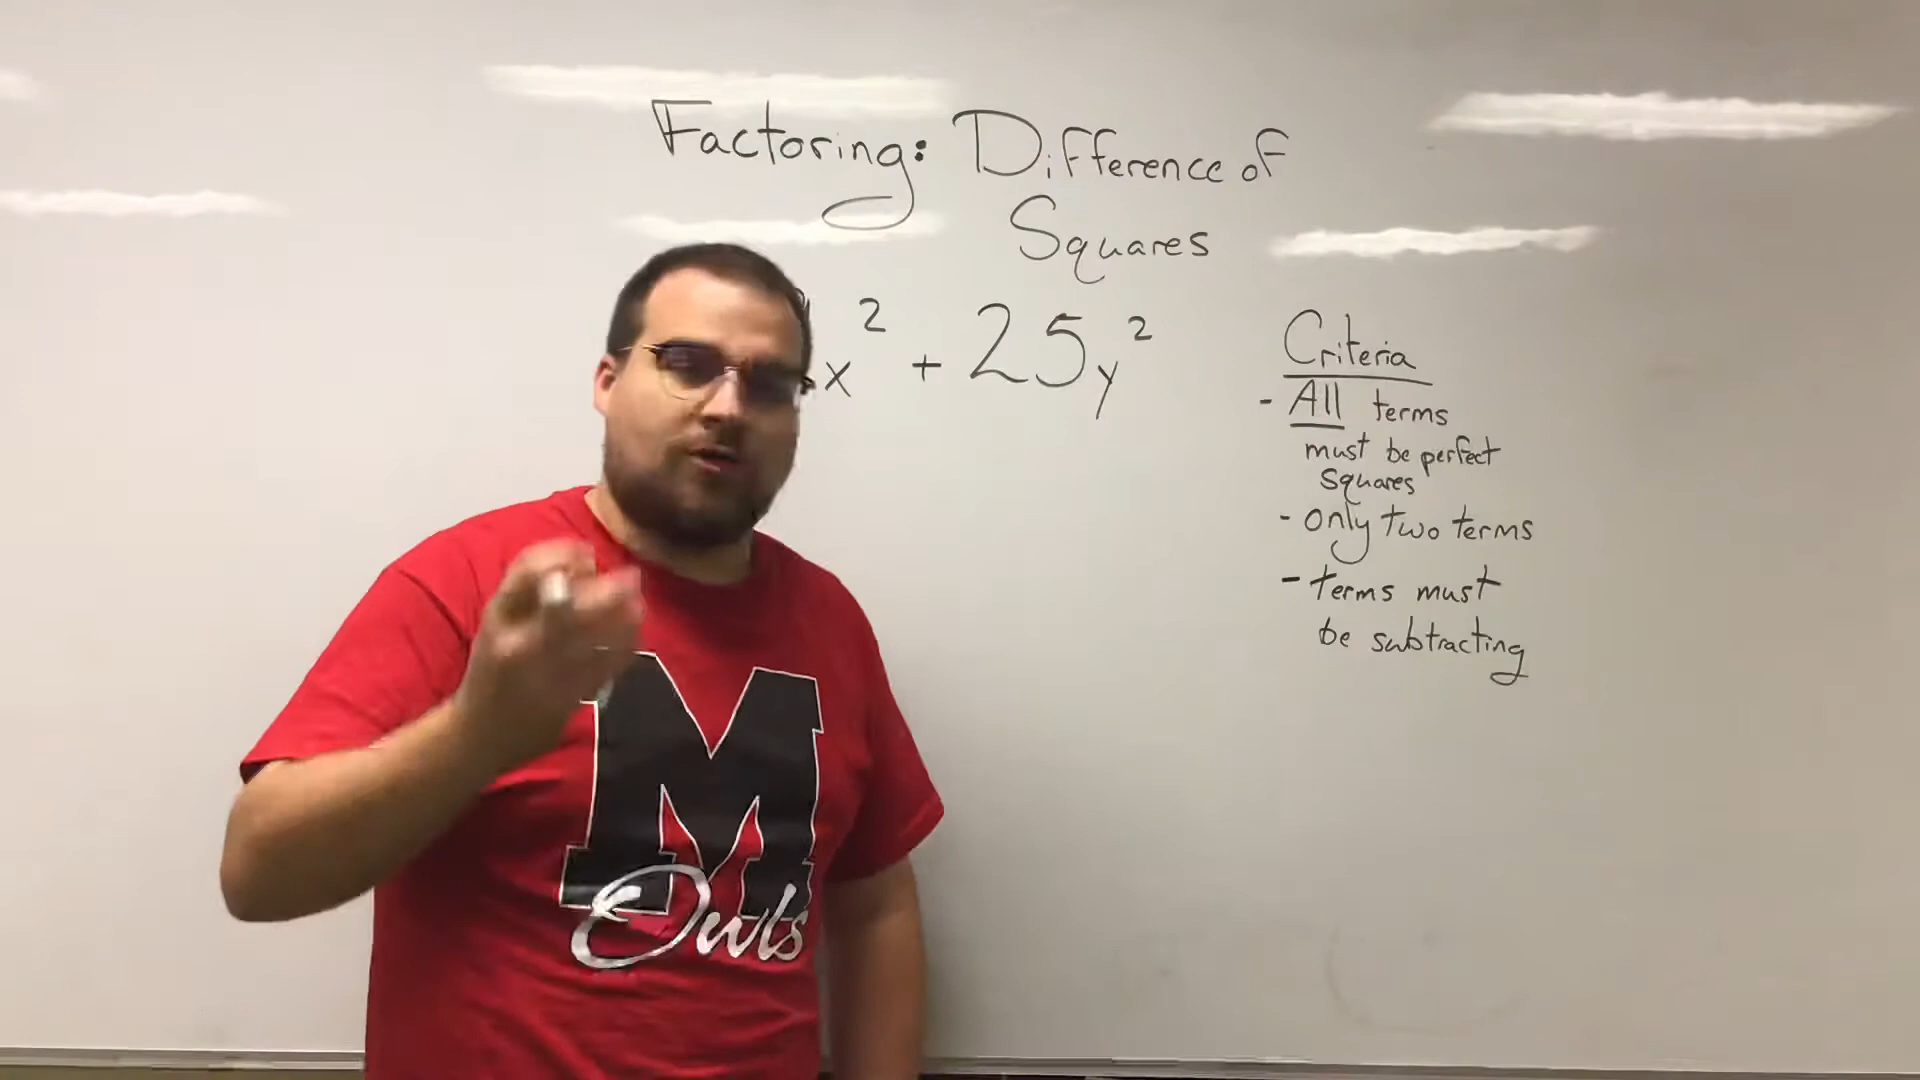 Factoring: Difference of
Squares
x² + 25y²
Criteria
- All terms
must be perfect
squares
- only two terms
- terms must
be subtracting
M
Owls